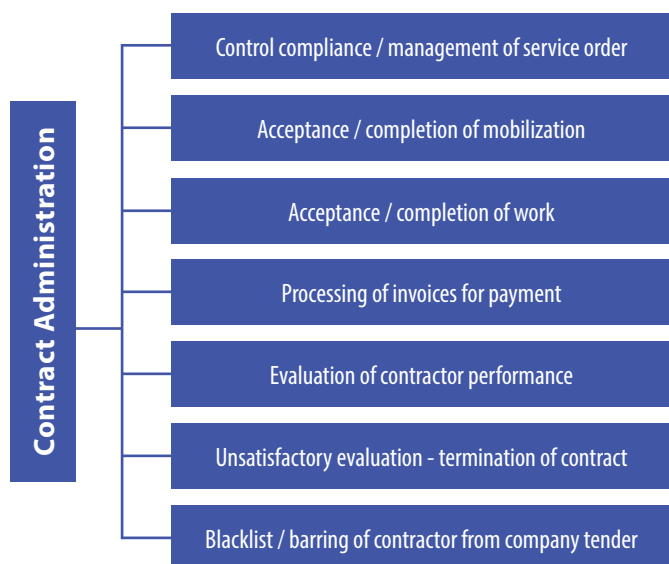 Contract Administration
Control compliance / management of service order
Acceptance / completion of mobilization
Acceptance / completion of work
Processing of invoices for payment
Evaluation of contractor performance
Unsatisfactory evaluation - termination of contract
Blacklist / barring of contractor from company tender